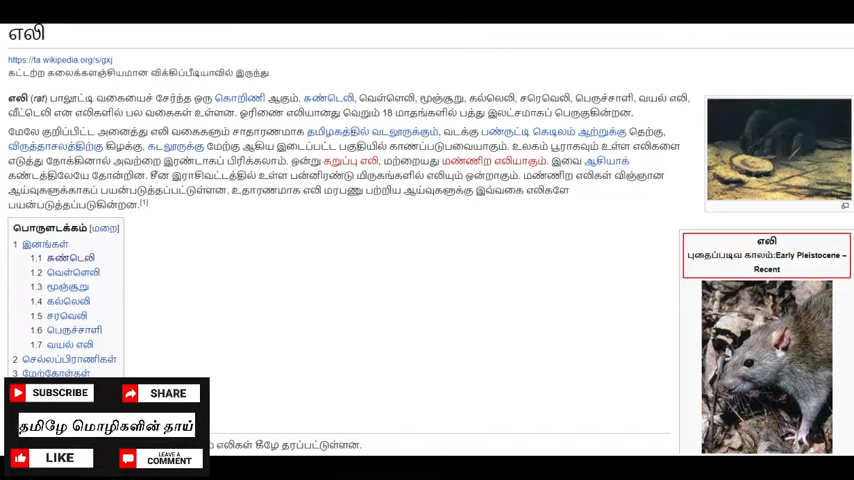 எலி
https://ta.wikipedia.org/s/gxj
கட்டற்ற கலைக்களஞ்சியமான விக்கிப்பீடியாவில் இருந்து
எலி (rat) பாலூட்டி வகையைச் சேர்ந்த ஒரு கொறிணி ஆகும். சுண்டெலி, வெள்ளெலி, மூஞ்சூறு, கல்லெலி, சரெவெலி, பெருச்சாளி, வயல் எலி,
வீட்டெலி என எலிகளில் பல வகைகள் உள்ளன. ஓரிணை எலியானது வெறும் 18 மாதங்களில் பத்து இலட்சமாகப் பெருகுகின்றன.
மேலே குறிப்பிட்ட அனைத்து எலி வகைகளும் சாதாரணமாக தமிழகத்தில் வடலூருக்கும், வடக்கு பண்ருட்டி கெடிலம் ஆற்றுக்கு தெற்கு,
விருத்தாசலத்திற்கு கிழக்கு, கடலூருக்கு மேற்கு ஆகிய இடைப்பட்ட பகுதியில் காணப்படுபவையாகும். உலகம் பூராகவும் உள்ள எலிகளை
எடுத்து நோக்கினால் அவற்றை இரண்டாகப் பிரிக்கலாம். ஒன்று கறுப்பு எலி, மற்றையது மண்ணிற எலியாகும். இவை ஆசியாக்
கண்டத்திலேயே தோன்றின. சீன இராசிவட்டத்தில் உள்ள பன்னிரண்டு மிருகங்களில் எலியும் ஒன்றாகும். மண்ணிற எலிகள் விஞ்ஞான
ஆய்வுகளுக்காகப் பயன்படுத்தப்பட்டுள்ளன. உதாரணமாக எலி மரபணு பற்றிய ஆய்வுகளுக்கு இவ்வகை எலிகளே
பயன்படுத்தப்படுகின்றன.[1]
பொருளடக்கம் [மறை]
1 இனங்கள்
1.1 சுண்டெலி
1.2 வெள்ளெலி
1.3 மூஞ்சூறு
1.4 கல்லெலி
1.5 சரவெலி
1.6 பெருச்சாளி
1.7 வயல் எலி
2 செல்லப்பிராணிகள்
3 மேற்கோள்கள்
எலி
புதைப்படிவ காலம்:Early Pleistocene –
Recent
எலிகள் கீழே தரப்பட்டுள்ளன.
SUBSCRIBE
SHARE
தமிழே மொழிகளின் தாய்
LIKE
LEAVE A
COMMENT